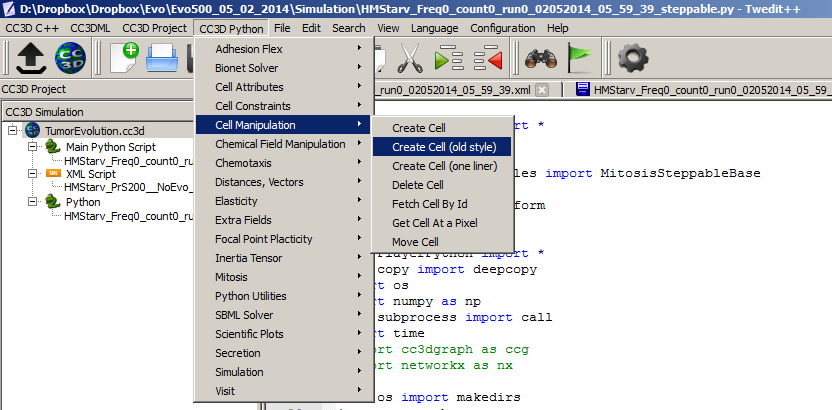 D:\Dropbox\Evo\Evo500_05_02_2014\Simulation\HMStarv_Freq0_count0_run0_02052014_05_59_39_steppable.py - Twedit++
CC3D C++ CC3DML CC3D Project CC3D Python File Edit Search View Language Configuration Help
CC3D
CC3D Project
_run0_02052014_05_59_39.xml HMStarv_Freq0_count0_run0_02052014_05_59_
CC3D Simulation
TumorEvolution.cc3d
Main Python Script
HMStarv_Freq0_count0_ru
XML Script
HMStarv_PrS200__NoEvo_
Python
HMStarv_Freq0_count0_ru
Adhesion Flex
Bionet Solver
Cell Attributes
Cell Constraints
Cell Manipulation
Chemical Field Manipulation
Chemotaxis
Distances, Vectors
Elasticity
Extra Fields
Focal Point Placticity
Inertia Tensor
Mitosis
Python Utilities
SBML Solver
Scientific Plots
Secretion
Simulation
Visit
Create Cell
Create Cell (old style)
Create Cell (one liner)
Delete Cell
Fetch Cell By Id
Get Cell At a Pixel
Move Cell
ort *
les import MitosisSteppableBase
form
import *
copy import deepcopy
rt os
rt numpy as np
subprocess import call
rt time
rt cc3dgraph as ccg
rt networkx as nx
os import makedirs